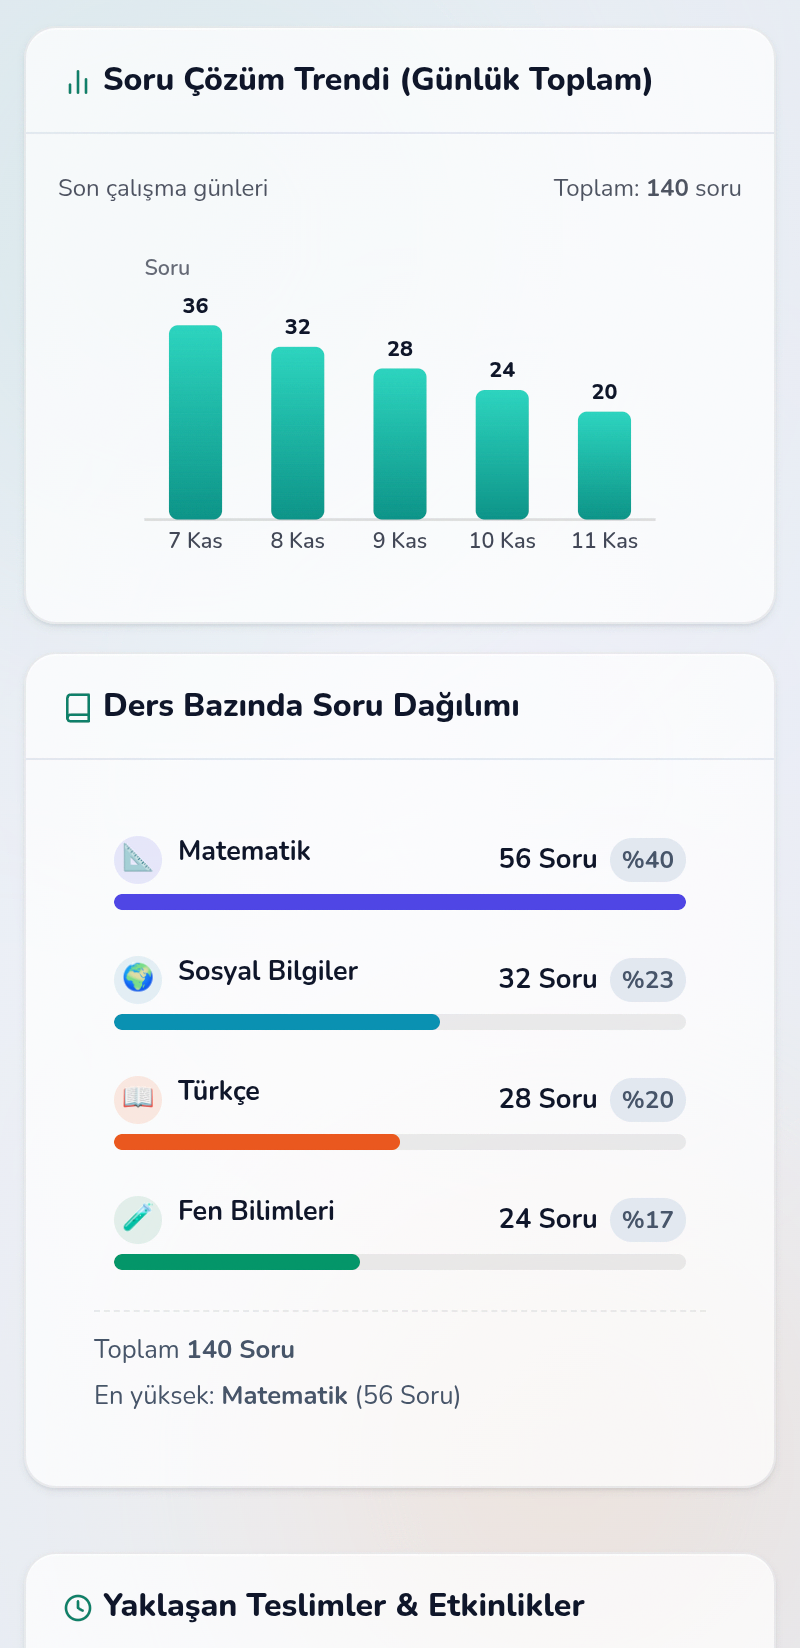 Soru Çözüm Trendi (Günlük Toplam)
Son çalışma günleri
Toplam: 140 soru
Soru
36
32
28
24
20
7 Kas
8 Kas
9 Kas
10 Kas
11 Kas
Ders Bazında Soru Dağılımı
Matematik
56 Soru %40
Sosyal Bilgiler
32 Soru %23
Türkçe
28 Soru %20
Fen Bilimleri
24 Soru %17
Toplam 140 Soru
En yüksek: Matematik (56 Soru)
Yaklaşan Teslimler & Etkinlikler